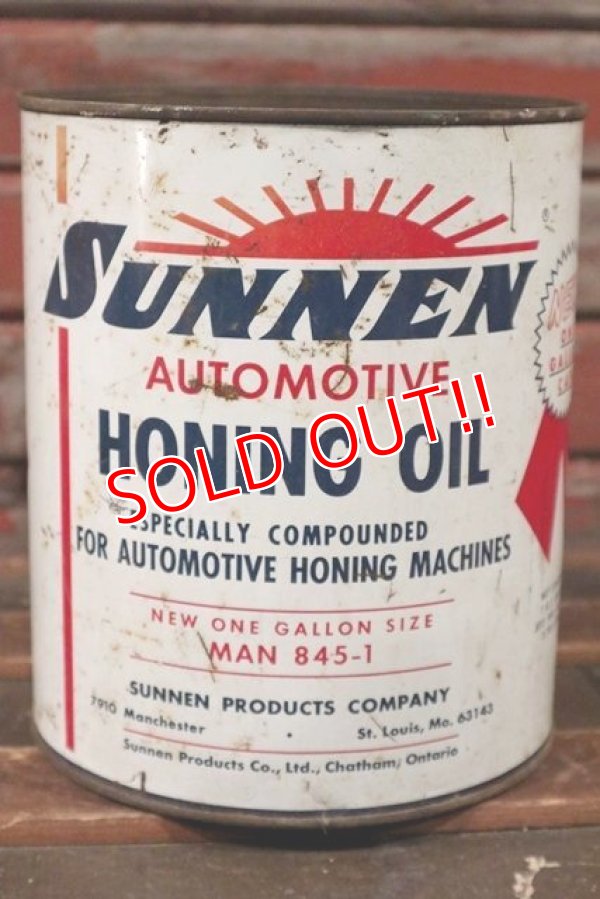 ®
SUNNEN
AUTOMOTIVE
HONING OIL
SOLD OUT!!
ESPECIALLY COMPOUNDED
FOR AUTOMOTIVE HONING MACHINES
NEW ONE GALLON SIZE
MAN 845-1
SUNNEN PRODUCTS COMPANY
7910 Manchester • St. Louis, Mo. 63143
Sunnen Products Co., Ltd., Chatham, Ontario